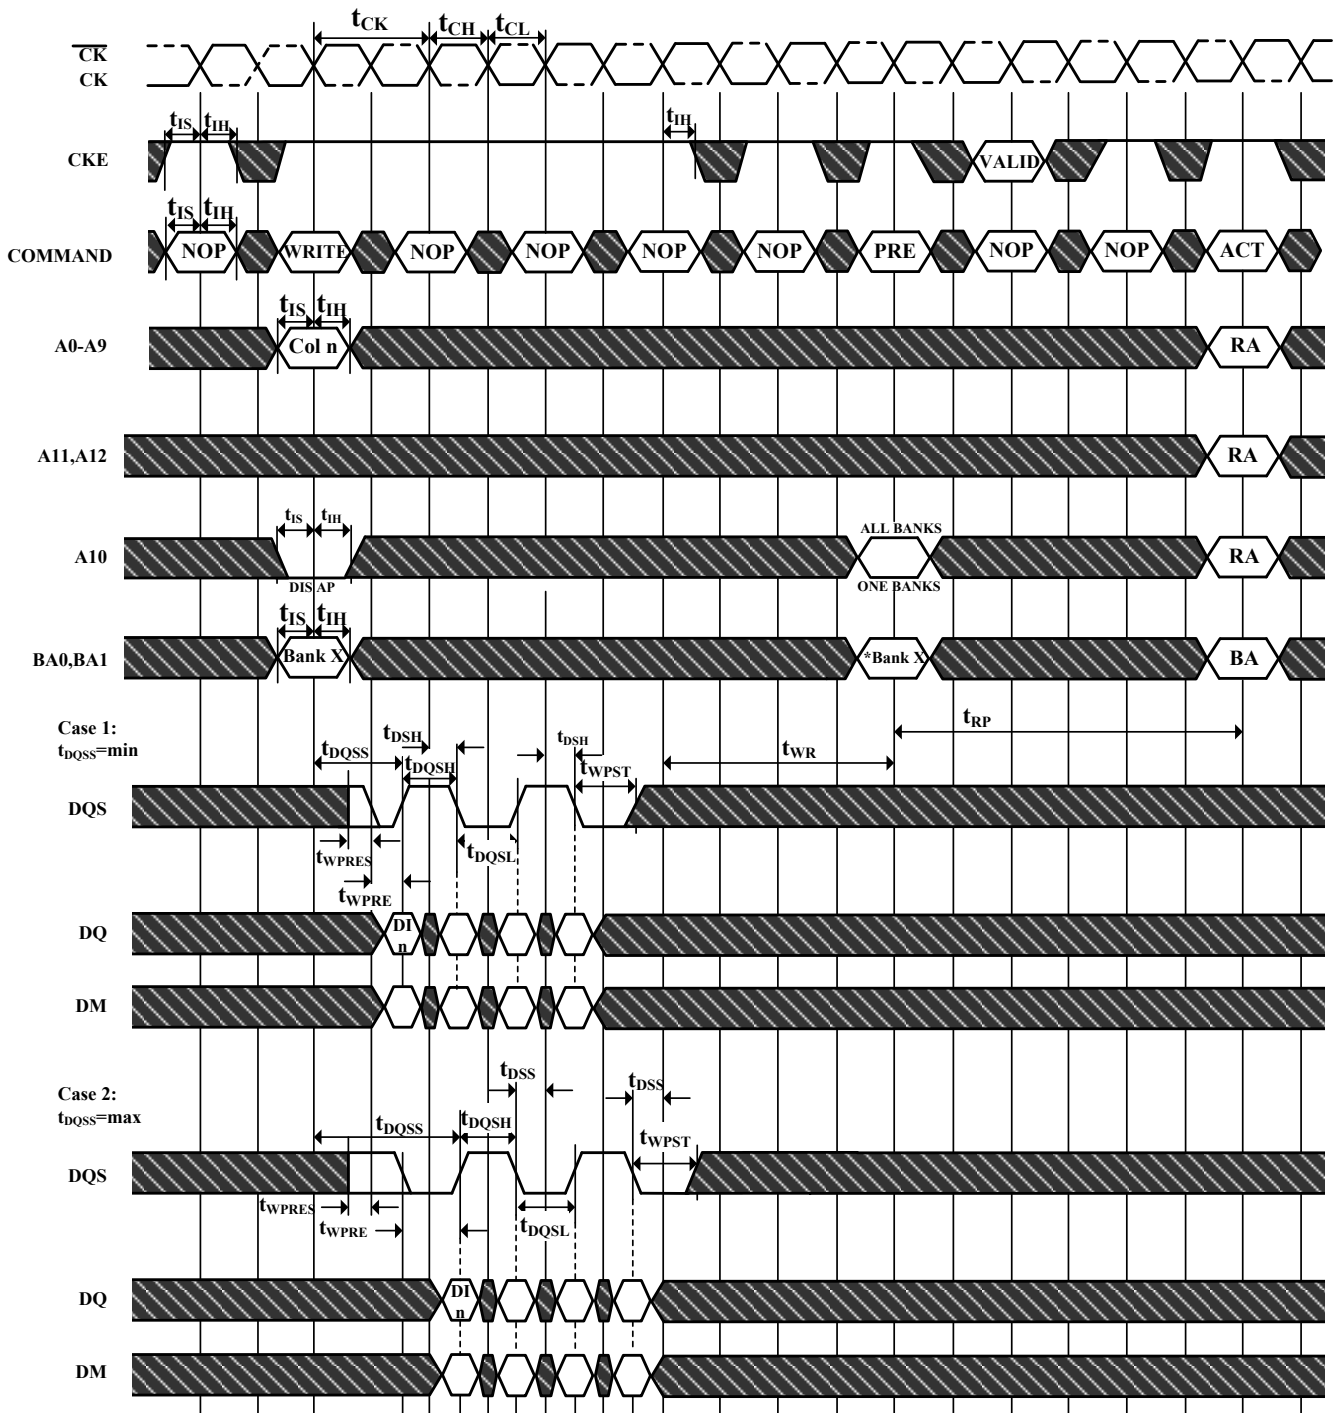 tCK tCH tCL
CK
CK
tIS tIH tIH
CKE VALID
tIS tIH
COMMAND NOP WRITE NOP NOP NOP NOP PRE NOP NOP ACT
tIS tIH
A0-A9 Col n RA
A11,A12 RA
tIS tIH ALL BANKS
A10 RA
DIS AP ONE BANKS
tIS tIH
BA0,BA1 Bank X *Bank X BA
Case 1:
tDQSS=min
tDSH tDSH tRP
tDQSS tDQSH tWPST tWR
DQS
tWPRES tDQSL
tWPRE
DQ DI
n
DM
tDSS tDSS
Case 2:
tDQSS=max
tDQSS tDQSH tWPST
DQS
tWPRES tWPRE tDQSL
DQ DI
n
DM